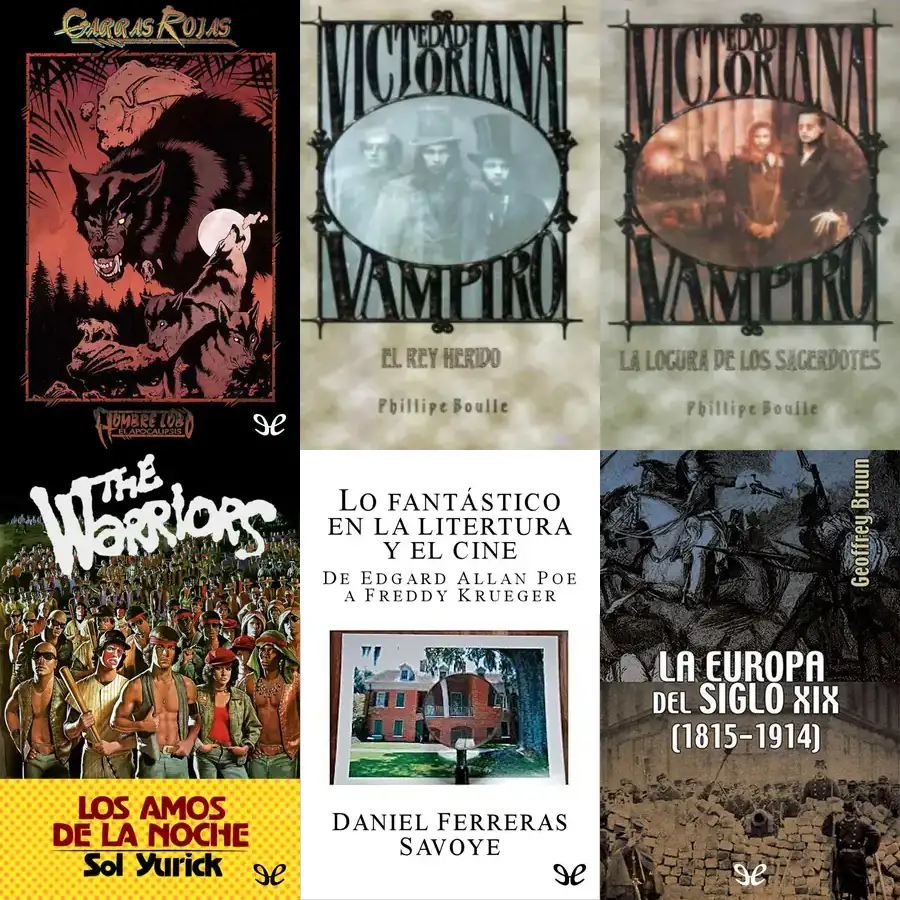 GARRAS ROJAS
HOMBRE LOBO
EL APOCALIPSIS
EDAD
VICTORIANA
VAMPIRO
EL REY HERIDO
Phillipe Boulle
EDAD
VICTORIANA
VAMPIRO
LA LOCURA DE LOS SACERDOTES
Phillipe Boulle
THE
WARRIORS
LOS AMOS
DE LA NOCHE
Sol Yurick
LO FANTÁSTICO
EN LA LITERTURA
Y EL CINE
DE EDGARD ALLAN POE
A FREDDY KRUEGER
DANIEL FERRERAS
SAVOYE
Geoffrey Bruun
LA EUROPA
DEL SIGLO XIX
(1815-1914)